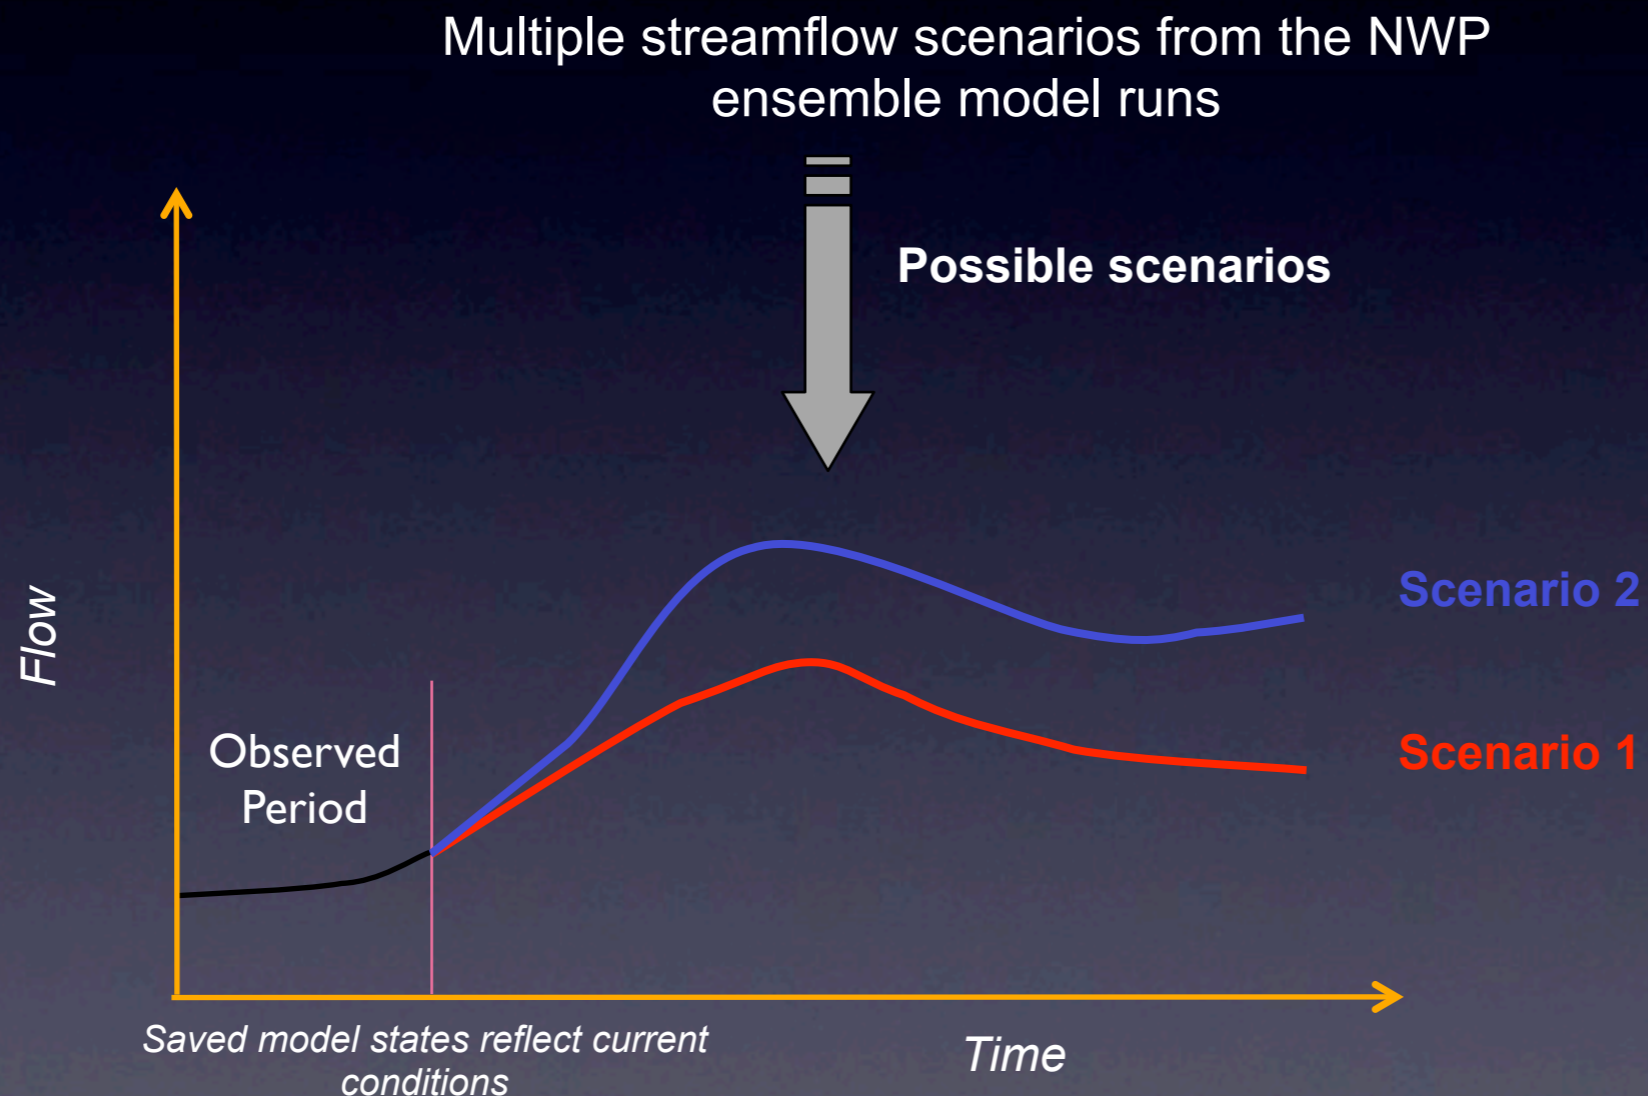 Multiple streamflow scenarios from the NWP
ensemble model runs
Possible scenarios
Flow
Scenario 2
Observed
Period
Scenario 1
Saved model states reflect current
conditions
Time